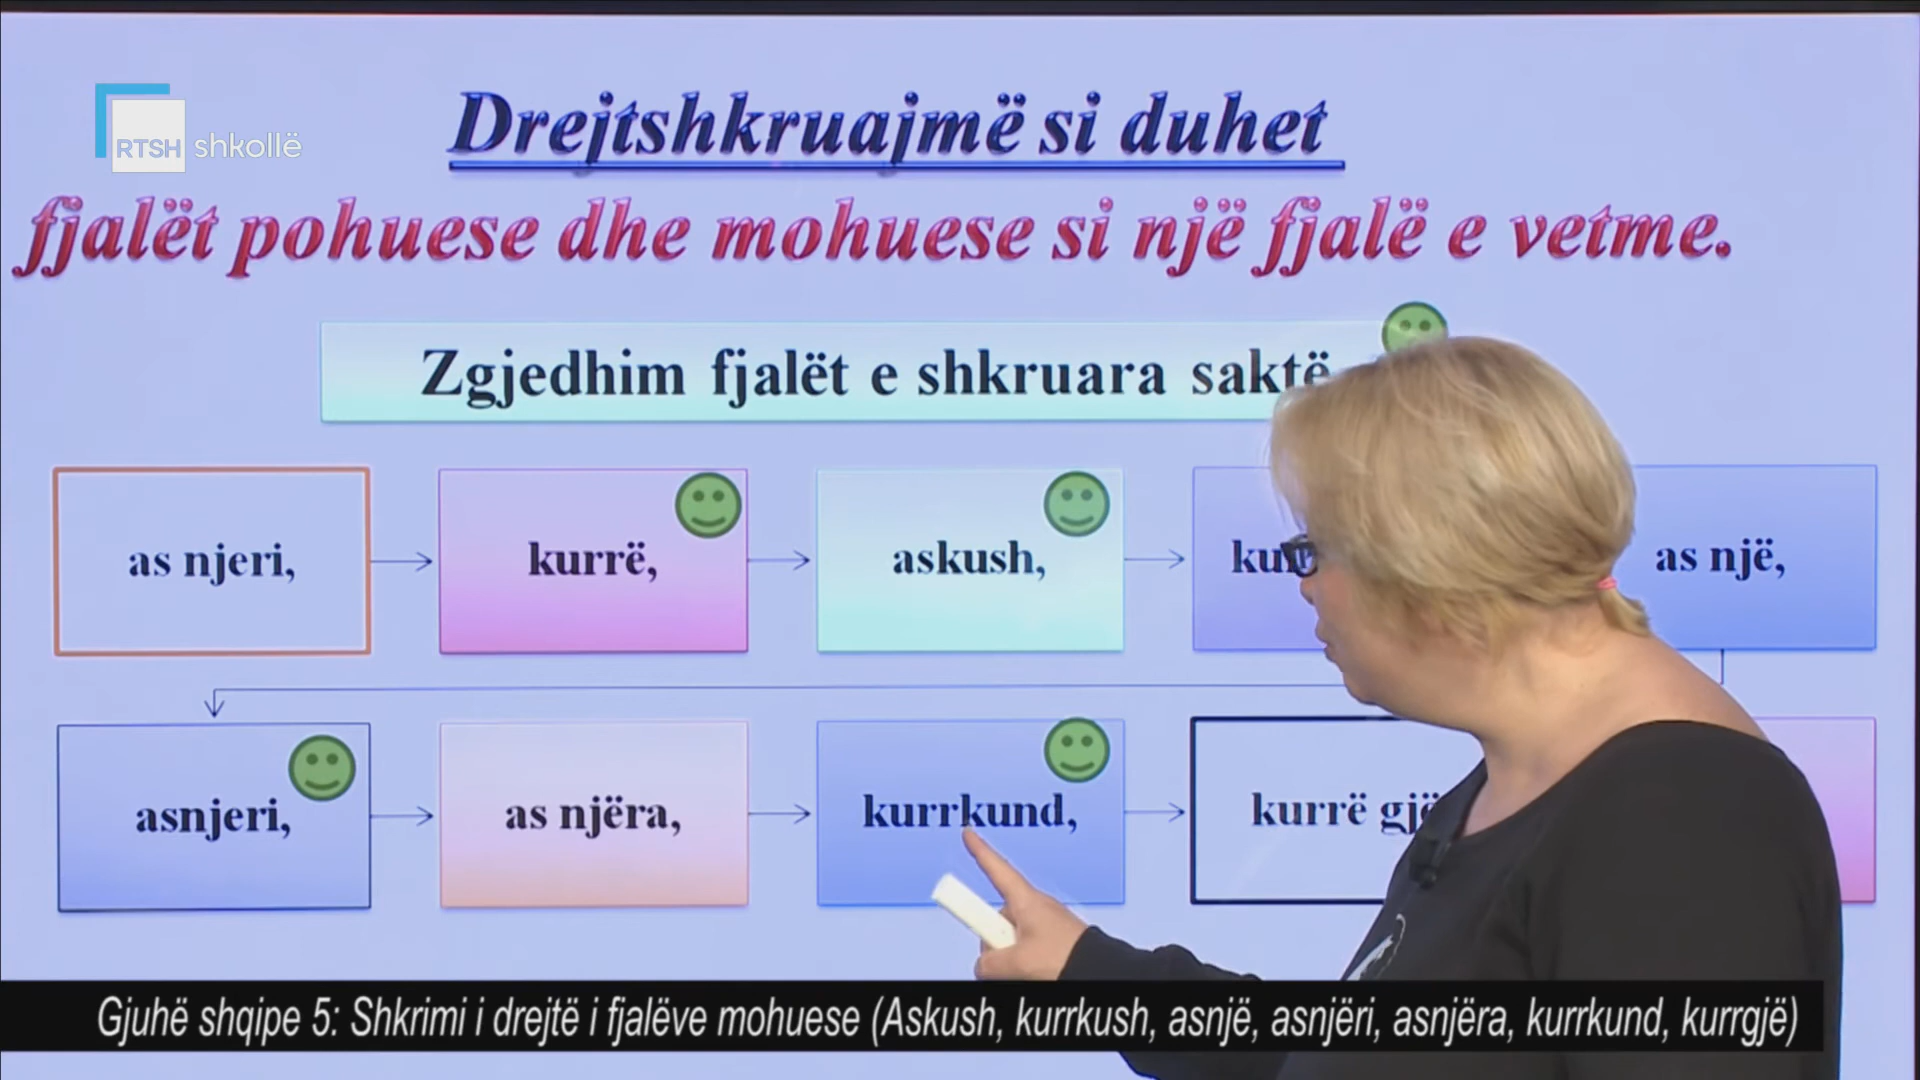 RTSH shkollë
Drejtshkruajmë si duhet
fjalët pohuese dhe mohuese si një fjalë e vetme.
Zgjedhim fjalët e shkruara saktë
as njeri,
kurrë,
askush,
as një,
asnjeri,
as njëra,
kurrkund,
kurrë gjë
Gjuhë shqipe 5: Shkrimi i drejtë i fjalëve mohuese (Askush, kurrkush, asnjë, asnjëri, asnjëra, kurrkund, kurrgjë)